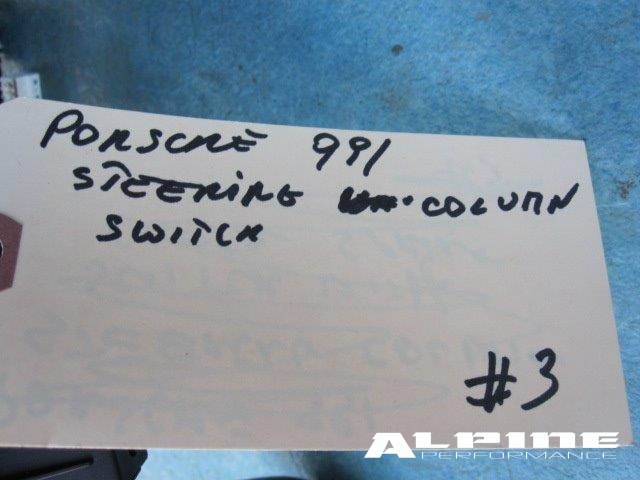 PORSCHE 991
STEERING COLUMN
SWITCH
#3
ALPINE
PERFORMANCE